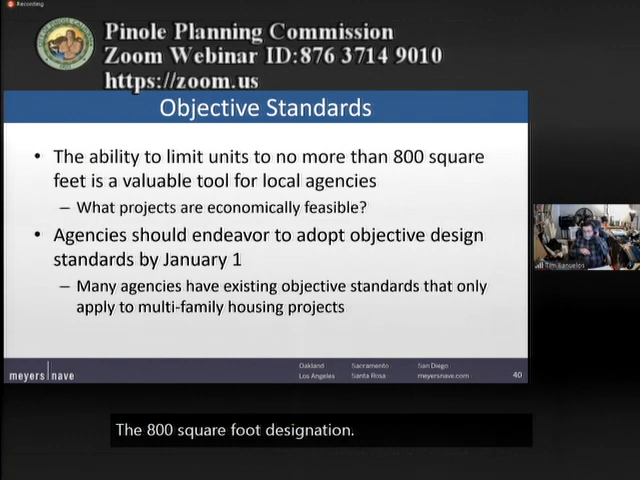 Recording
Pinole Planning Commission
Zoom Webinar ID:876 3714 9010
https://zoom.us
Objective Standards
• The ability to limit units to no more than 800 square
feet is a valuable tool for local agencies
– What projects are economically feasible?
• Agencies should endeavor to adopt objective design
standards by January 1
– Many agencies have existing objective standards that only
apply to multi-family housing projects
Tim Banuelos
meyers nave
Oakland Sacramento San Diego
Los Angeles Santa Rosa meyersnave.com
40
The 800 square foot designation.